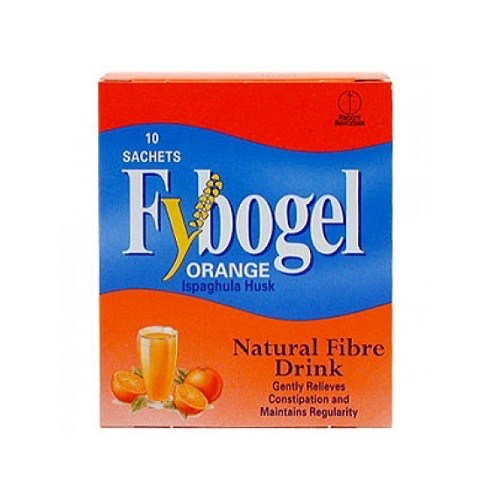 10
SACHETS
Fybogel
ORANGE
Ispaghula Husk
Natural Fibre
Drink
Gently Relieves
Constipation and
Maintains Regularity